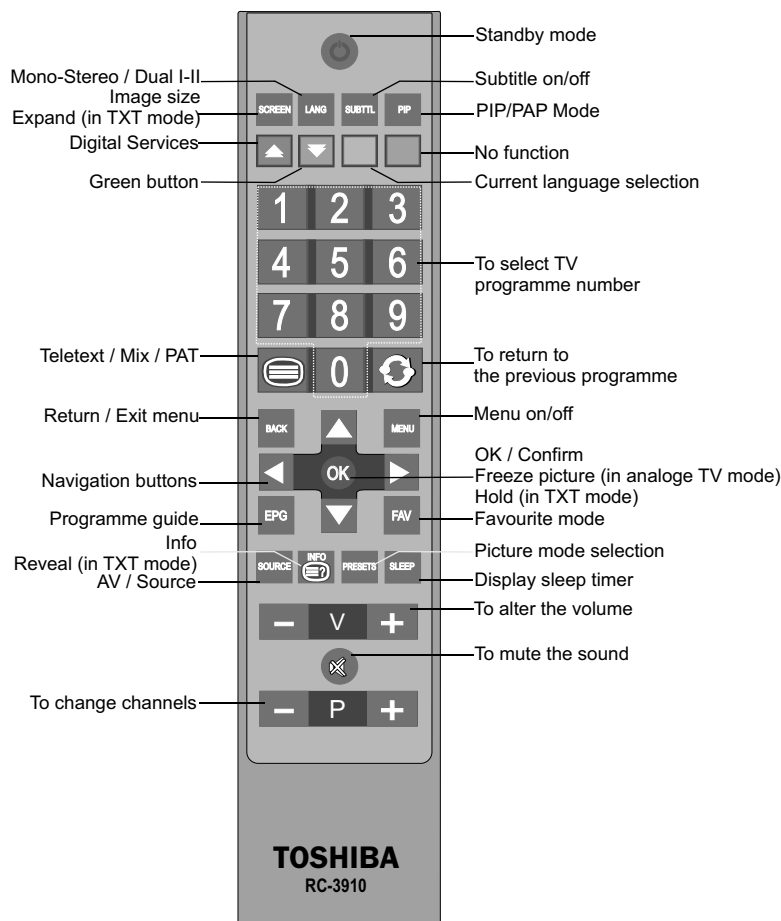 Standby mode
Mono-Stereo / Dual I-II
Subtitle on/off
Image size
Expand (in TXT mode)
SCREEN LANG SUBTTL PIP
PIP/PAP Mode
Digital Services
No function
Green button
Current language selection
1 2 3
4 5 6
To select TV
programme number
7 8 9
Teletext / Mix / PAT
0
To return to
the previous programme
Return / Exit menu
Menu on/off
BACK MENU
OK / Confirm
Navigation buttons
OK
Freeze picture (in analoge TV mode)
Hold (in TXT mode)
Programme guide
EPG FAV
Favourite mode
Info
Reveal (in TXT mode)
AV / Source
SOURCE INFO PRESETS SLEEP
?
Picture mode selection
Display sleep timer
− V +
To alter the volume
To mute the sound
To change channels
− P +
TOSHIBA
RC-3910